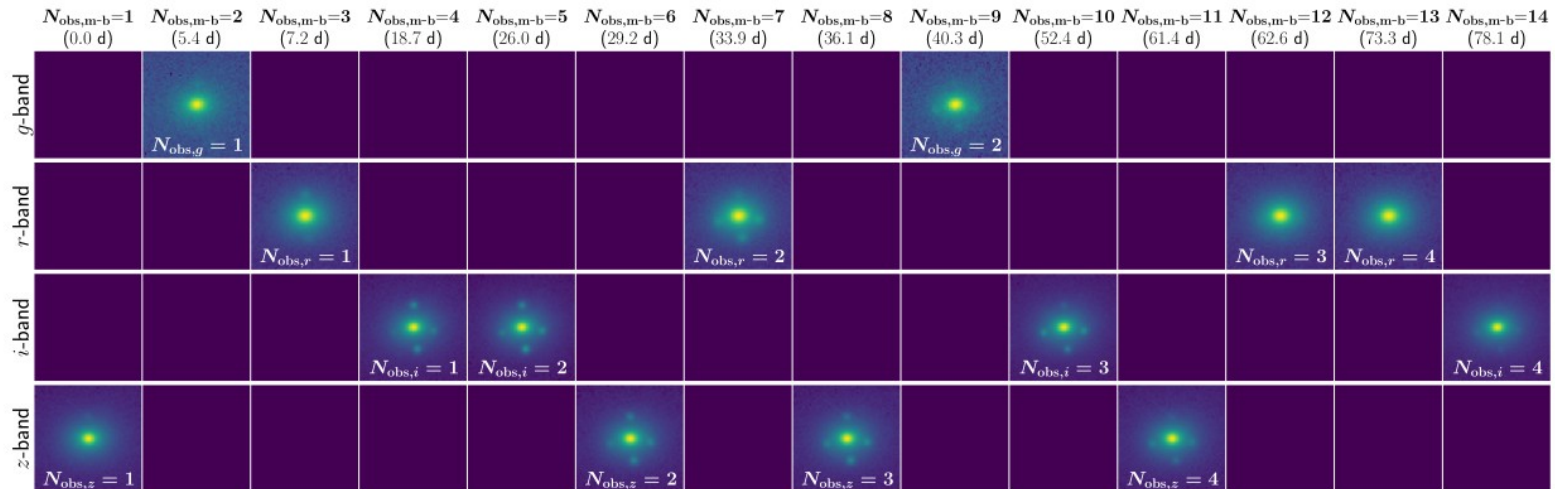 N_obs,m-b=1 N_obs,m-b=2 N_obs,m-b=3 N_obs,m-b=4 N_obs,m-b=5 N_obs,m-b=6 N_obs,m-b=7 N_obs,m-b=8 N_obs,m-b=9 N_obs,m-b=10 N_obs,m-b=11 N_obs,m-b=12 N_obs,m-b=13 N_obs,m-b=14
(0.0 d) (5.4 d) (7.2 d) (18.7 d) (26.0 d) (29.2 d) (33.9 d) (36.1 d) (40.3 d) (52.4 d) (61.4 d) (62.6 d) (73.3 d) (78.1 d)
g-band
N_obs,g = 1 N_obs,g = 2
r-band
N_obs,r = 1 N_obs,r = 2 N_obs,r = 3 N_obs,r = 4
i-band
N_obs,i = 1 N_obs,i = 2 N_obs,i = 3 N_obs,i = 4
z-band
N_obs,z = 1 N_obs,z = 2 N_obs,z = 3 N_obs,z = 4